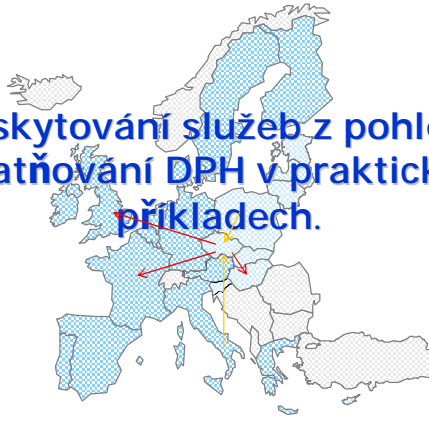 skytování služeb z pohle
atňování DPH v praktick
příkladech.